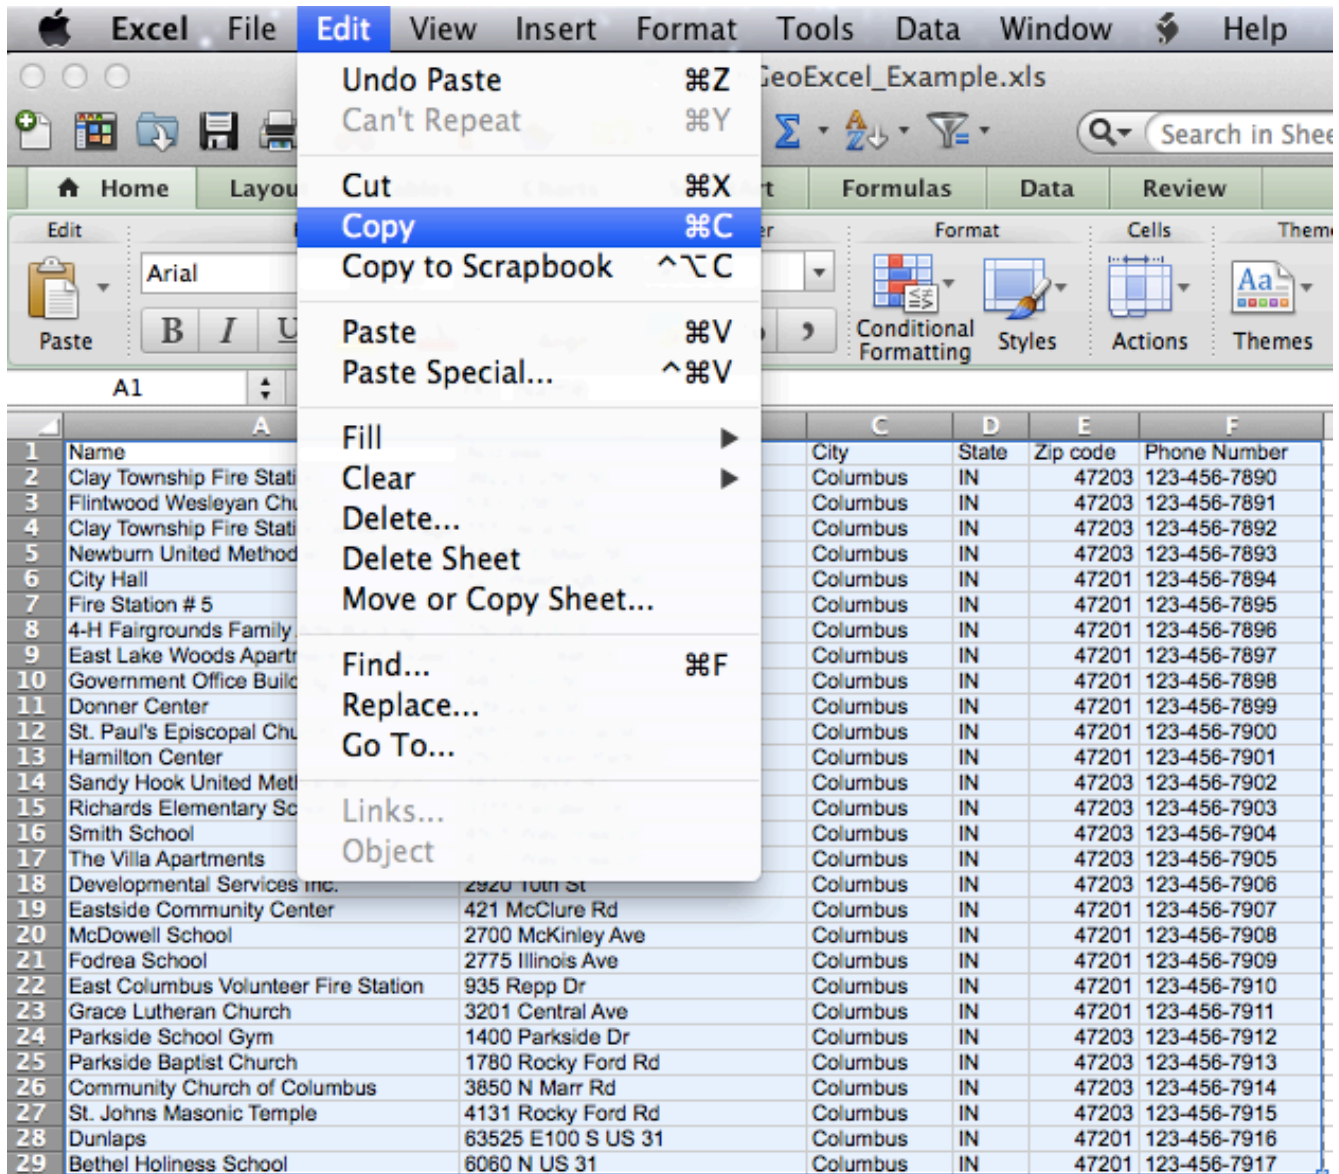 Excel File Edit View Insert Format Tools Data Window Help
GeoExcel_Example.xls
Search in Shee
Home Layou Formulas Data Review
Edit Format Cells Them
Arial
B I U
Paste Conditional Formatting Styles Actions Themes
Aa
A1
Undo Paste ⌘Z
Can't Repeat ⌘Y
Cut ⌘X
Copy ⌘C
Copy to Scrapbook ^⌥C
Paste ⌘V
Paste Special... ^⌘V
Fill
Clear
Delete...
Delete Sheet
Move or Copy Sheet...
Find... ⌘F
Replace...
Go To...
Links...
Object
A C D E F
1 Name City State Zip code Phone Number
2 Clay Township Fire Stati Columbus IN 47203 123-456-7890
3 Flintwood Wesleyan Chu Columbus IN 47203 123-456-7891
4 Clay Township Fire Stati Columbus IN 47203 123-456-7892
5 Newburn United Method Columbus IN 47203 123-456-7893
6 City Hall Columbus IN 47201 123-456-7894
7 Fire Station # 5 Columbus IN 47201 123-456-7895
8 4-H Fairgrounds Family Columbus IN 47201 123-456-7896
9 East Lake Woods Apartr Columbus IN 47201 123-456-7897
10 Government Office Build Columbus IN 47201 123-456-7898
11 Donner Center Columbus IN 47201 123-456-7899
12 St. Paul's Episcopal Chu Columbus IN 47201 123-456-7900
13 Hamilton Center Columbus IN 47201 123-456-7901
14 Sandy Hook United Metl Columbus IN 47203 123-456-7902
15 Richards Elementary Sc Columbus IN 47203 123-456-7903
16 Smith School Columbus IN 47203 123-456-7904
17 The Villa Apartments Columbus IN 47203 123-456-7905
18 Developmental Services Inc. 2920 10th St Columbus IN 47203 123-456-7906
19 Eastside Community Center 421 McClure Rd Columbus IN 47201 123-456-7907
20 McDowell School 2700 McKinley Ave Columbus IN 47201 123-456-7908
21 Fodrea School 2775 Illinois Ave Columbus IN 47201 123-456-7909
22 East Columbus Volunteer Fire Station 935 Repp Dr Columbus IN 47201 123-456-7910
23 Grace Lutheran Church 3201 Central Ave Columbus IN 47201 123-456-7911
24 Parkside School Gym 1400 Parkside Dr Columbus IN 47203 123-456-7912
25 Parkside Baptist Church 1780 Rocky Ford Rd Columbus IN 47203 123-456-7913
26 Community Church of Columbus 3850 N Marr Rd Columbus IN 47203 123-456-7914
27 St. Johns Masonic Temple 4131 Rocky Ford Rd Columbus IN 47203 123-456-7915
28 Dunlaps 63525 E100 S US 31 Columbus IN 47201 123-456-7916
29 Bethel Holiness School 6060 N US 31 Columbus IN 47201 123-456-7917